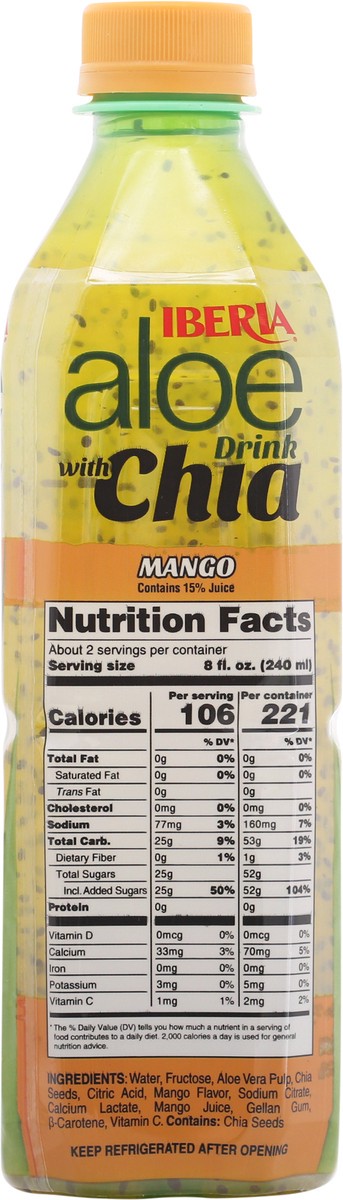 IBERIA
aloe
Drink
with Chia
MANGO
Contains 15% Juice
Nutrition Facts
About 2 servings per container
Serving size 8 fl. oz. (240 ml)
Per serving Per container
Calories 106 221
% DV* % DV*
Total Fat 0g 0% 0g 0%
Saturated Fat 0g 0% 0g 0%
Trans Fat 0g 0g
Cholesterol 0mg 0% 0mg 0%
Sodium 77mg 3% 160mg 7%
Total Carb. 25g 9% 53g 19%
Dietary Fiber 0g 1% 1g 3%
Total Sugars 25g 52g
Incl. Added Sugars 25g 50% 52g 104%
Protein 0g 0g
Vitamin D 0mcg 0% 0mcg 0%
Calcium 33mg 3% 70mg 5%
Iron 0mg 0% 0mg 0%
Potassium 3mg 0% 5mg 0%
Vitamin C 1mg 1% 2mg 2%
*The % Daily Value (DV) tells you how much a nutrient in a serving of
food contributes to a daily diet. 2,000 calories a day is used for general
nutrition advice.
INGREDIENTS: Water, Fructose, Aloe Vera Pulp, Chia
Seeds, Citric Acid, Mango Flavor, Sodium Citrate,
Calcium Lactate, Mango Juice, Gellan Gum,
β-Carotene, Vitamin C. Contains: Chia Seeds
KEEP REFRIGERATED AFTER OPENING